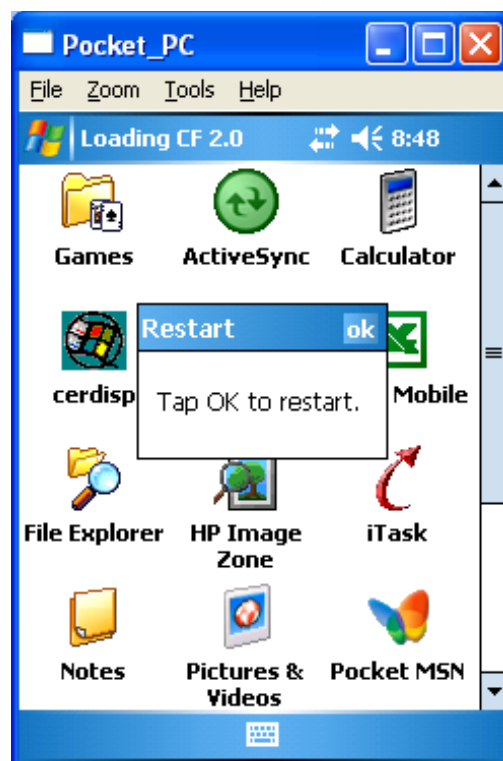 Pocket_PC
File Zoom Tools Help
Loading CF 2.0 8:48
Games ActiveSync Calculator
Restart ok
cerdisp Mobile
Tap OK to restart.
File Explorer HP Image Zone iTask
Notes Pictures & Videos Pocket MSN